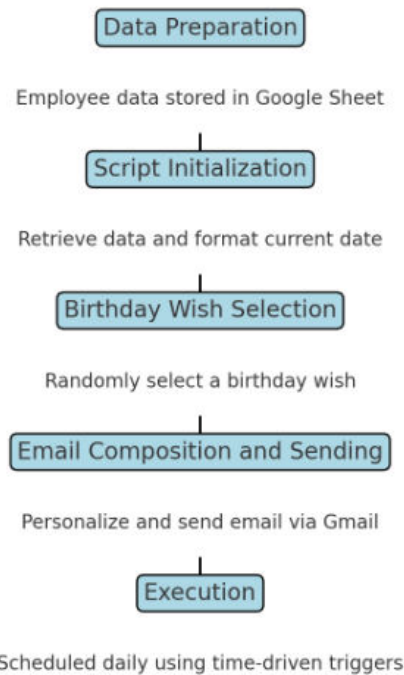 Data Preparation
Employee data stored in Google Sheet
Script Initialization
Retrieve data and format current date
Birthday Wish Selection
Randomly select a birthday wish
Email Composition and Sending
Personalize and send email via Gmail
Execution
Scheduled daily using time-driven triggers